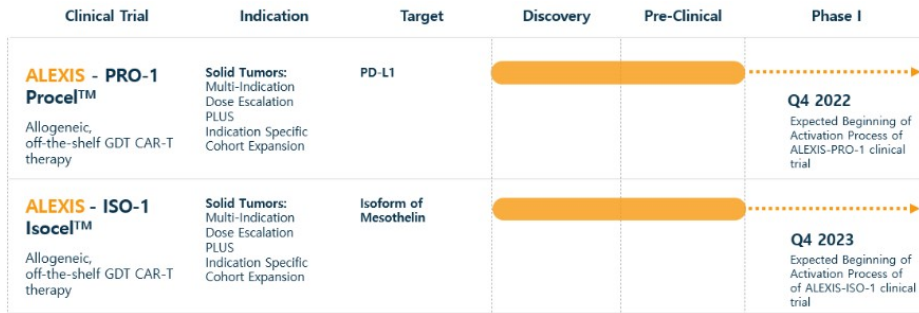 Clinical Trial Indication Target Discovery Pre-Clinical Phase I
ALEXIS - PRO-1
Procel™
Allogeneic,
off-the-shelf GDT CAR-T
therapy
Solid Tumors:
Multi-Indication
Dose Escalation
PLUS
Indication Specific
Cohort Expansion
PD-L1
Q4 2022
Expected Beginning of
Activation Process of
ALEXIS-PRO-1 clinical
trial
ALEXIS - ISO-1
Isocel™
Allogeneic,
off-the-shelf GDT CAR-T
therapy
Solid Tumors:
Multi-Indication
Dose Escalation
PLUS
Indication Specific
Cohort Expansion
Isoform of
Mesothelin
Q4 2023
Expected Beginning of
Activation Process of
of ALEXIS-ISO-1 clinical
trial